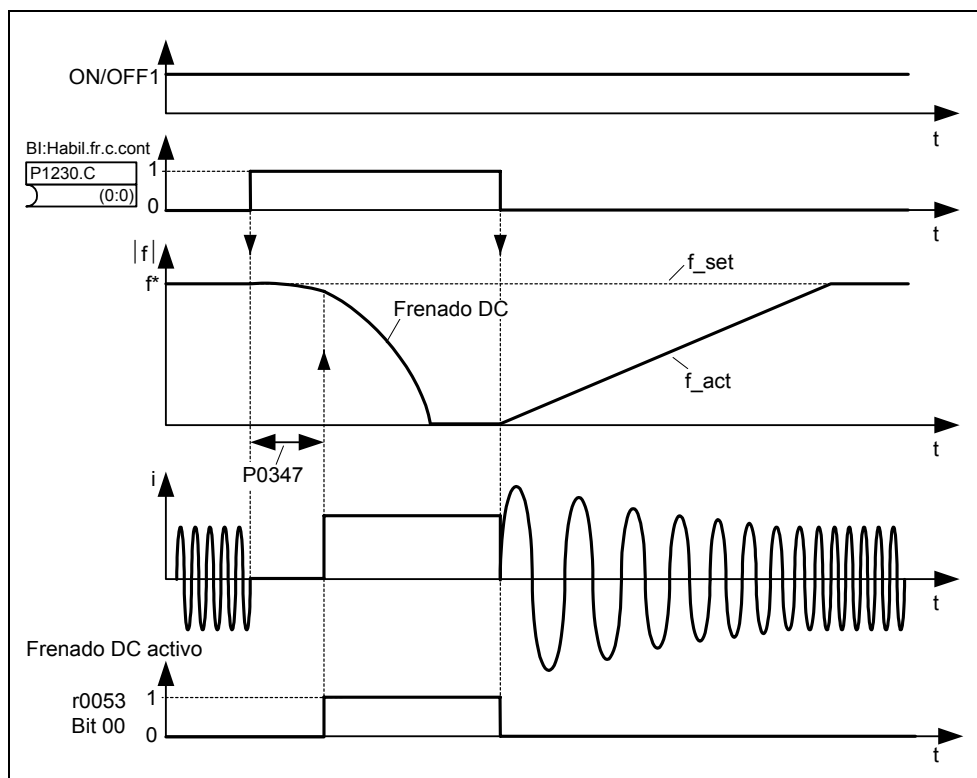 ON/OFF1
t
BI:Habil.fr.c.cont
P1230.C
(0:0)
1
0
t
|f|
f*
f_set
Frenado DC
f_act
t
P0347
i
t
Frenado DC activo
r0053
Bit 00
1
0
t